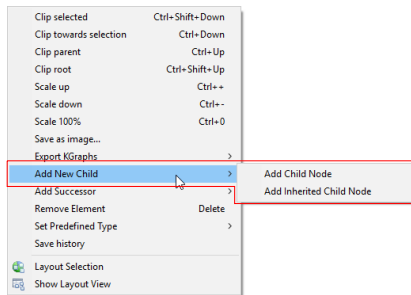 Clip selected Ctrl+Shift+Down
Clip towards selection Ctrl+Down
Clip parent Ctrl+Up
Clip root Ctrl+Shift+Up
Scale up Ctrl++
Scale down Ctrl+-
Scale 100% Ctrl+0
Save as image...
Export KGraphs >
Add New Child > Add Child Node
Add Successor > Add Inherited Child Node
Remove Element Delete
Set Predefined Type >
Save history
Layout Selection
Show Layout View